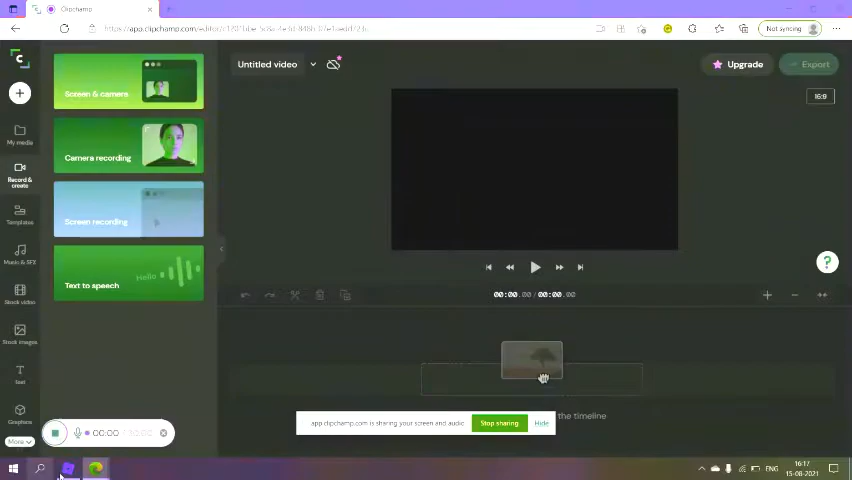 Clipchamp
Not syncing
Untitled video
Upgrade
Export
16:9
Screen & camera
Camera recording
Screen recording
Text to speech
Hello
My media
Record & create
Templates
Music & SFX
Stock video
Stock images
Text
Graphics
More
?
00:00.00 / 00:00.00
the timeline
00:00
app.clipchamp.com is sharing your screen and audio
Stop sharing
Hide
ENG
16:17
15-08-2021